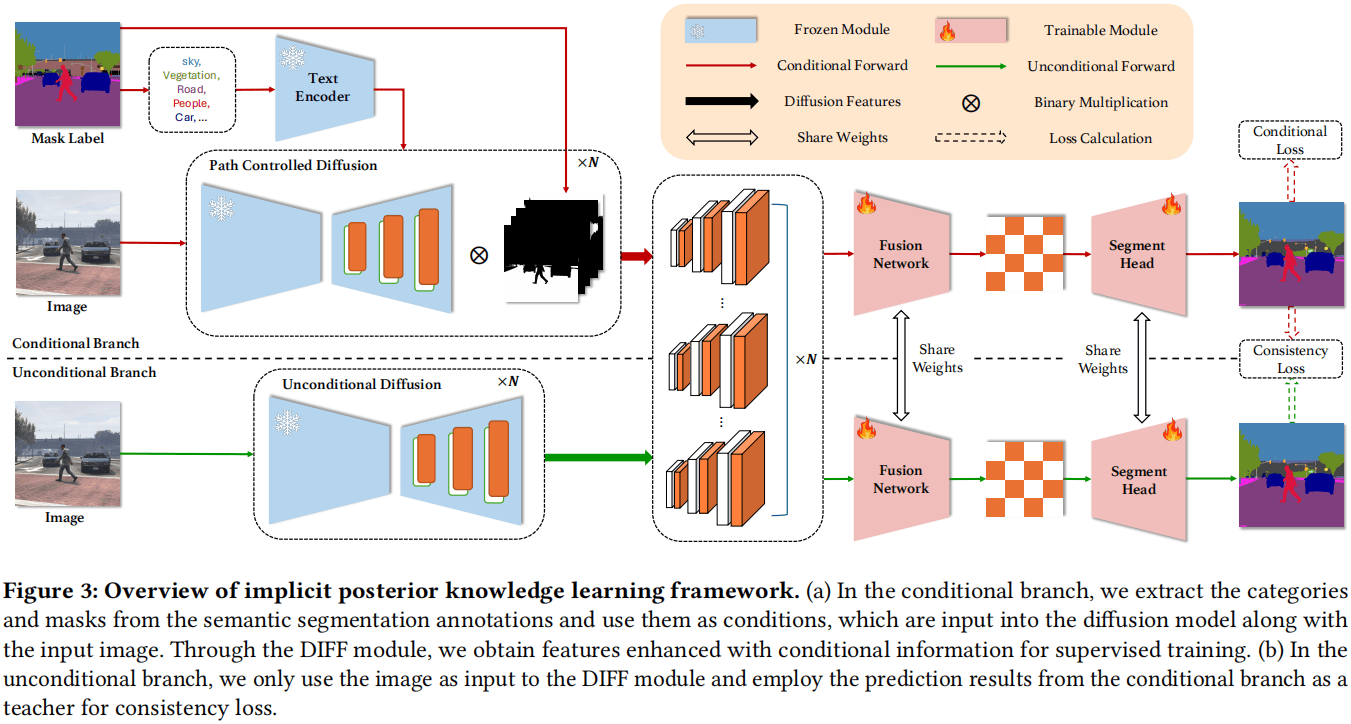 Mask Label
sky,
Vegetation,
Road,
People,
Car, ...
Text
Encoder
Frozen Module
Trainable Module
Conditional Forward
Unconditional Forward
Diffusion Features
Binary Multiplication
Share Weights
Loss Calculation
Conditional
Loss
Path Controlled Diffusion
×N
Image
Fusion
Network
Segment
Head
Conditional Branch
Unconditional Branch
...
×N
...
Share
Weights
Share
Weights
Consistency
Loss
Unconditional Diffusion
×N
Image
Fusion
Network
Segment
Head
Figure 3: Overview of implicit posterior knowledge learning framework. (a) In the conditional branch, we extract the categories
and masks from the semantic segmentation annotations and use them as conditions, which are input into the diffusion model along with
the input image. Through the DIFF module, we obtain features enhanced with conditional information for supervised training. (b) In the
unconditional branch, we only use the image as input to the DIFF module and employ the prediction results from the conditional branch as a
teacher for consistency loss.